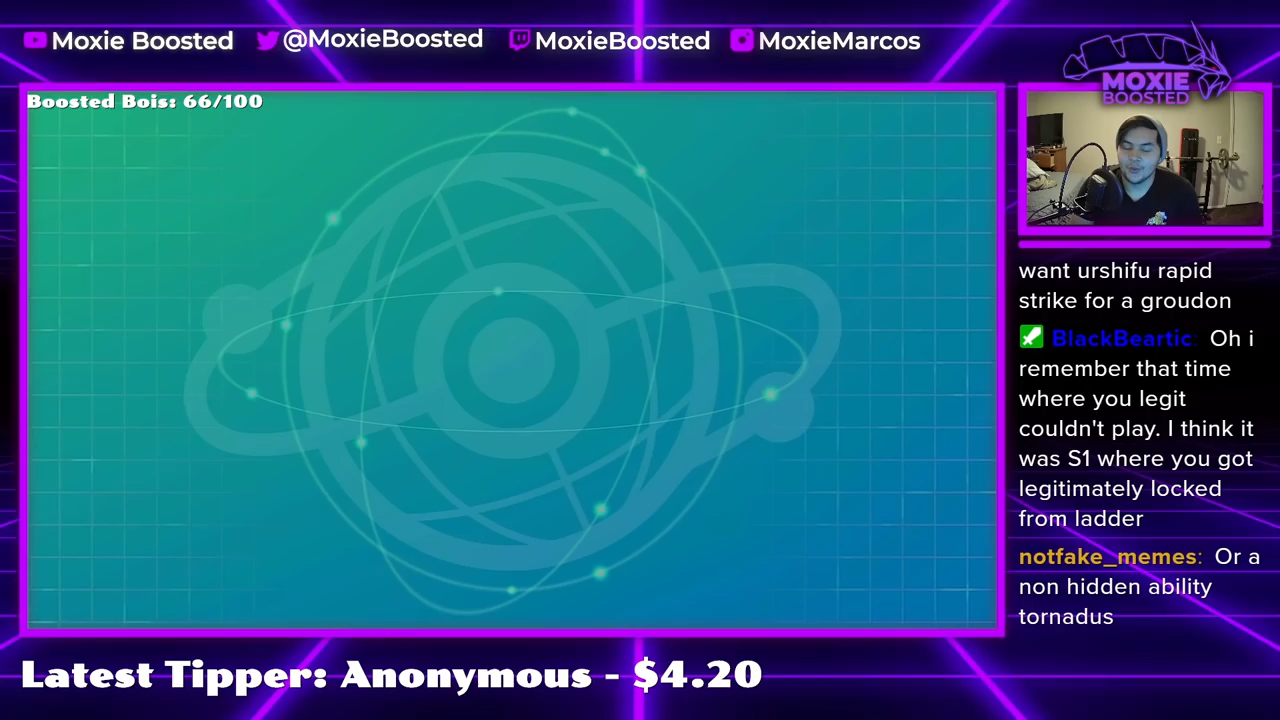 Moxie Boosted @MoxieBoosted MoxieBoosted MoxieMarcos
MOXIE
BOOSTED
Boosted Bois: 66/100
want urshifu rapid
strike for a groudon
BlackBeartic: Oh i
remember that time
where you legit
couldn't play. I think it
was S1 where you got
legitimately locked
from ladder
notfake_memes: Or a
non hidden ability
tornadus
Latest Tipper: Anonymous - $4.20